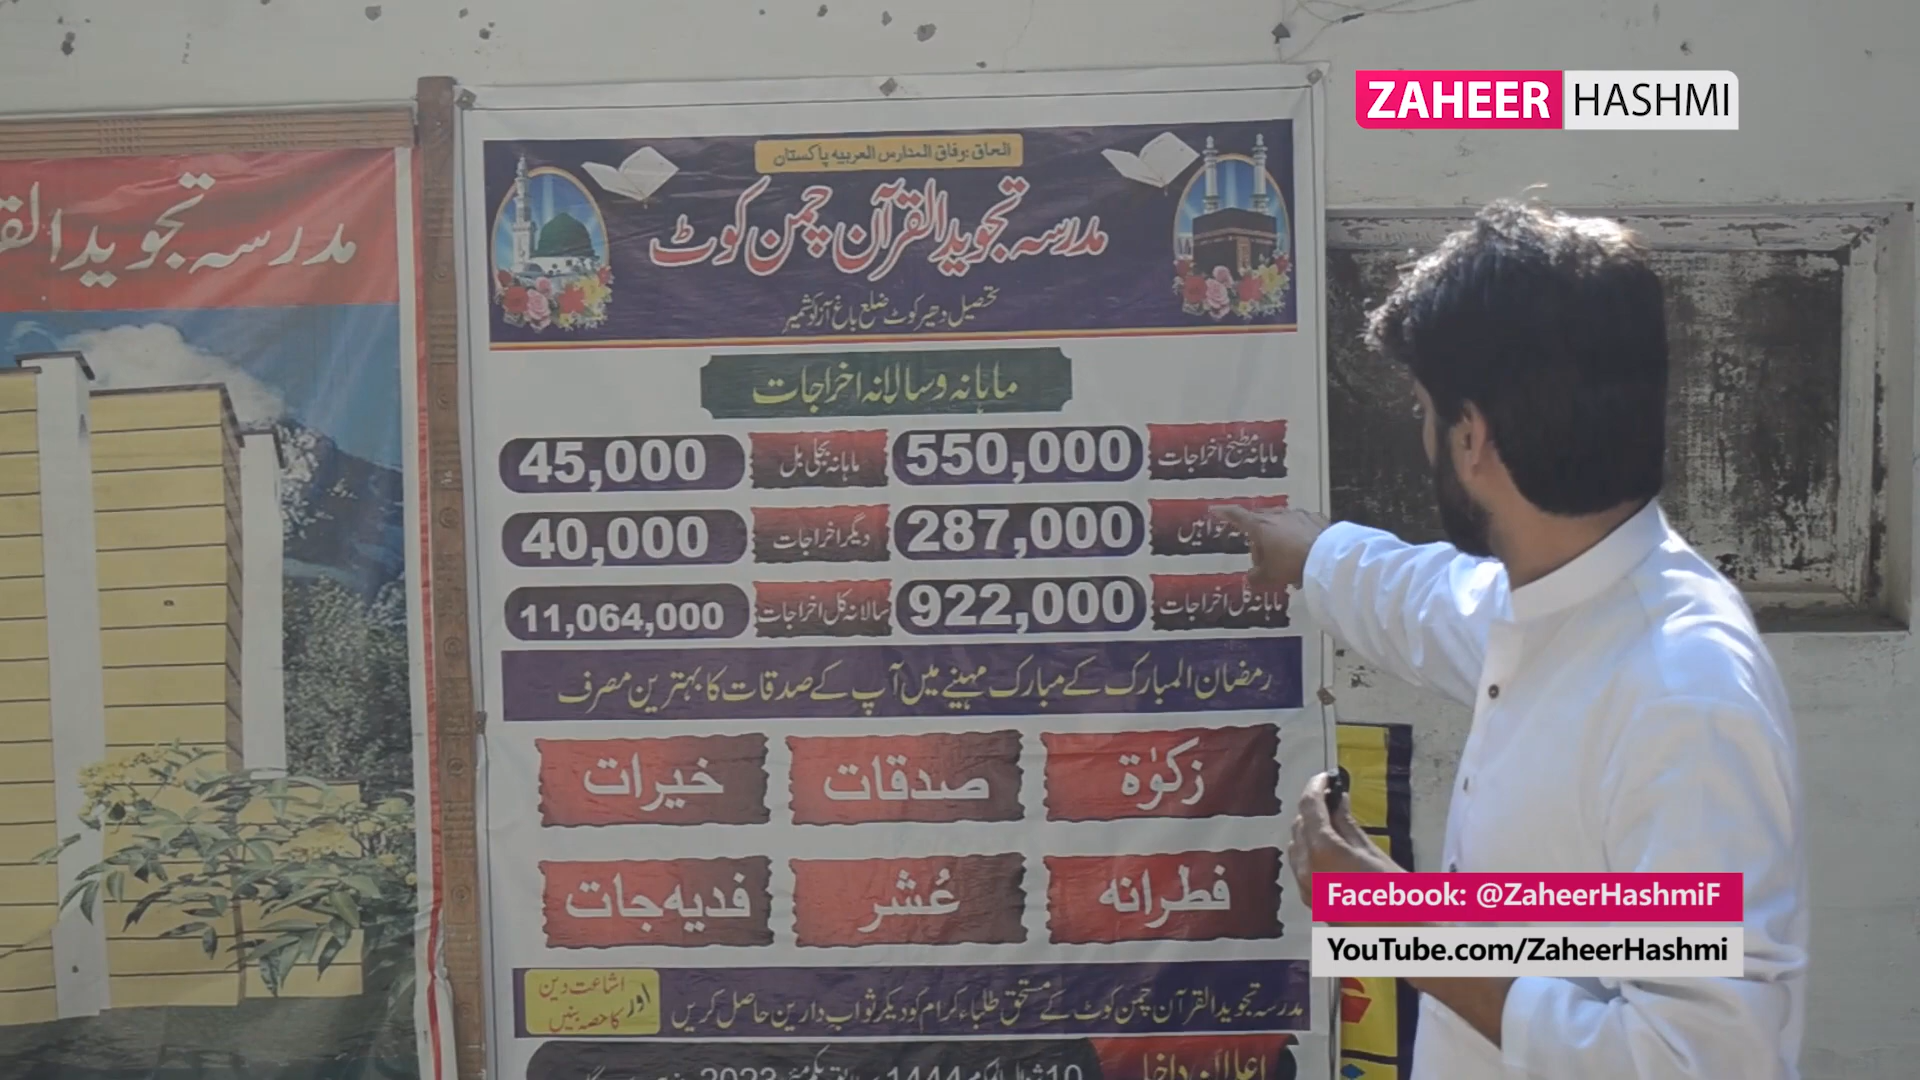 ZAHEER HASHMI
مدرسہ تجوید القر
الحاق: وفاق المدارس العربیہ پاکستان
مدرسہ تجوید القرآن چمن کوٹ
تحصیل دھیرکوٹ ضلع باغ آزاد کشمیر
ماہانہ و سالانہ اخراجات
ماہانہ مطبخ اخراجات 550,000 ماہانہ بجلی بل 45,000
287,000 دیگر اخراجات 40,000
ماہانہ کل اخراجات 922,000 سالانہ کل اخراجات 11,064,000
رمضان المبارک کے مبارک مہینے میں آپ کے صدقات کا بہترین مصرف
زکوٰة صدقات خیرات
فطرانہ عُشر فدیہ جات
مدرسہ تجوید القرآن چمن کوٹ کے مستحق طلباء کرام کو دیکر ثواب دارین حاصل کریں اور اشاعت دین کا حصہ بنیں
Facebook: @ZaheerHashmiF
YouTube.com/ZaheerHashmi